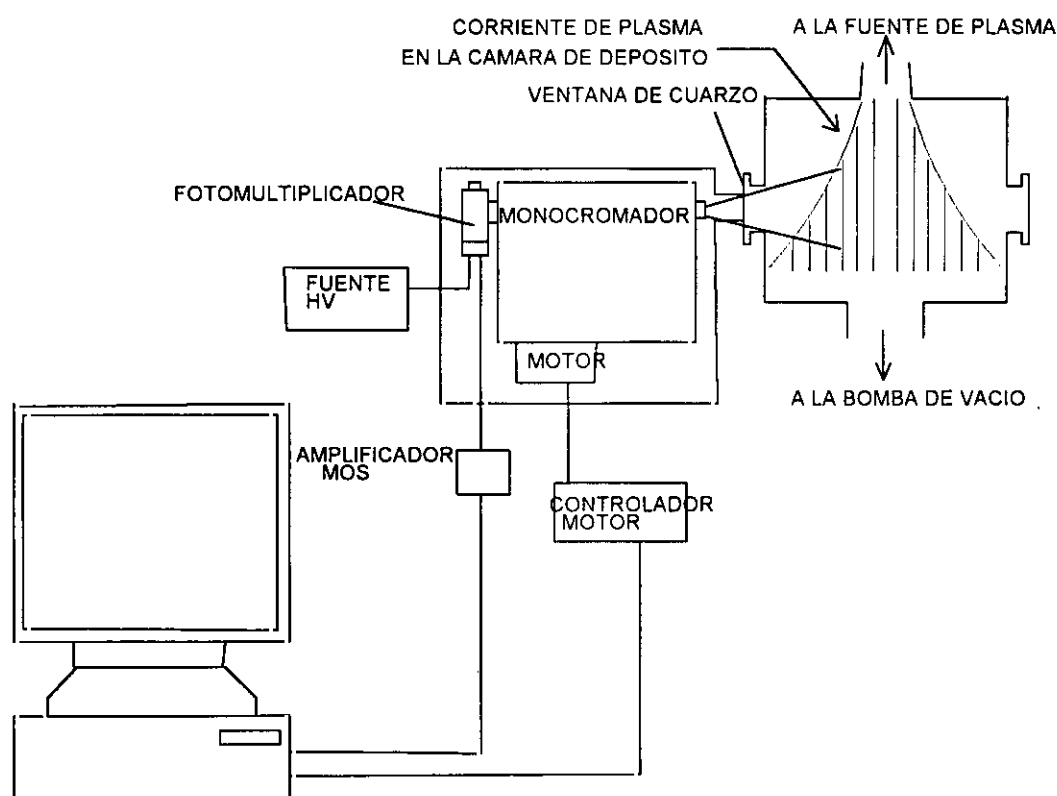 CORRIENTE DE PLASMA
EN LA CAMARA DE DEPOSITO
A LA FUENTE DE PLASMA
VENTANA DE CUARZO
FOTOMULTIPLICADOR
MONOCROMADOR
FUENTE
HV
MOTOR
A LA BOMBA DE VACIO
AMPLIFICADOR
MOS
CONTROLADOR
MOTOR